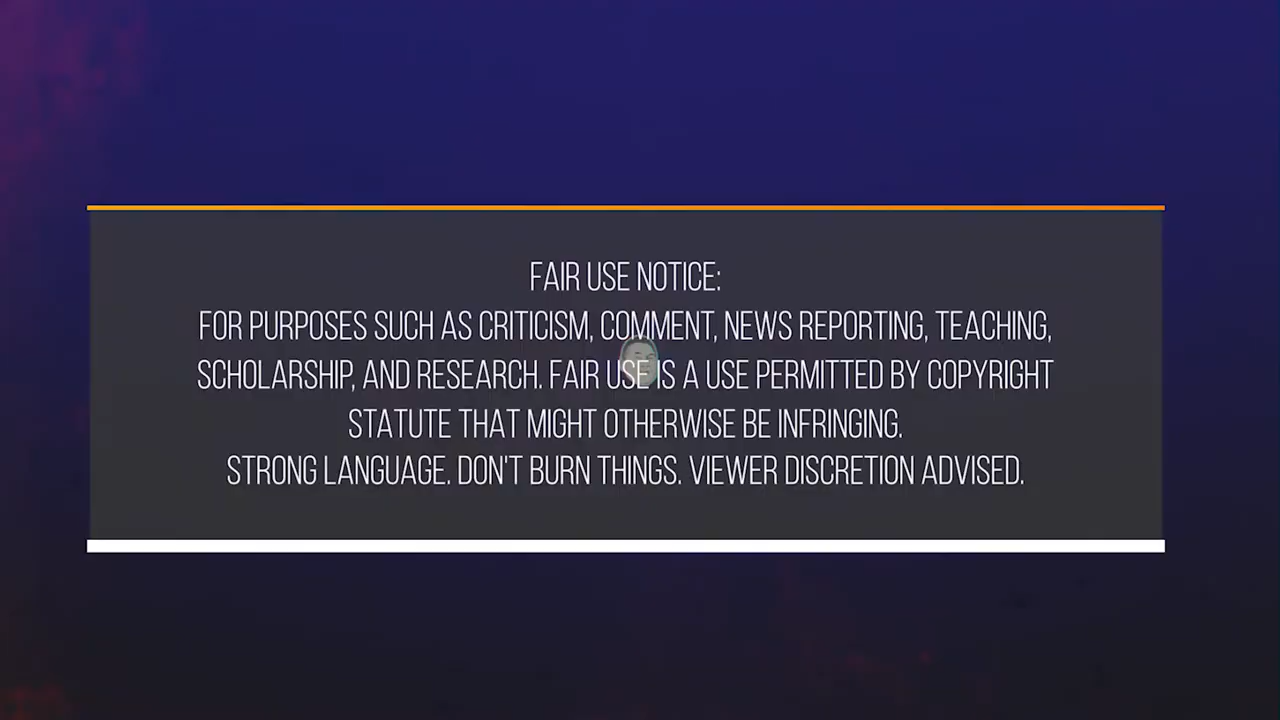 FAIR USE NOTICE:
FOR PURPOSES SUCH AS CRITICISM, COMMENT, NEWS REPORTING, TEACHING,
SCHOLARSHIP, AND RESEARCH. FAIR USE IS A USE PERMITTED BY COPYRIGHT
STATUTE THAT MIGHT OTHERWISE BE INFRINGING.
STRONG LANGUAGE. DON'T BURN THINGS. VIEWER DISCRETION ADVISED.